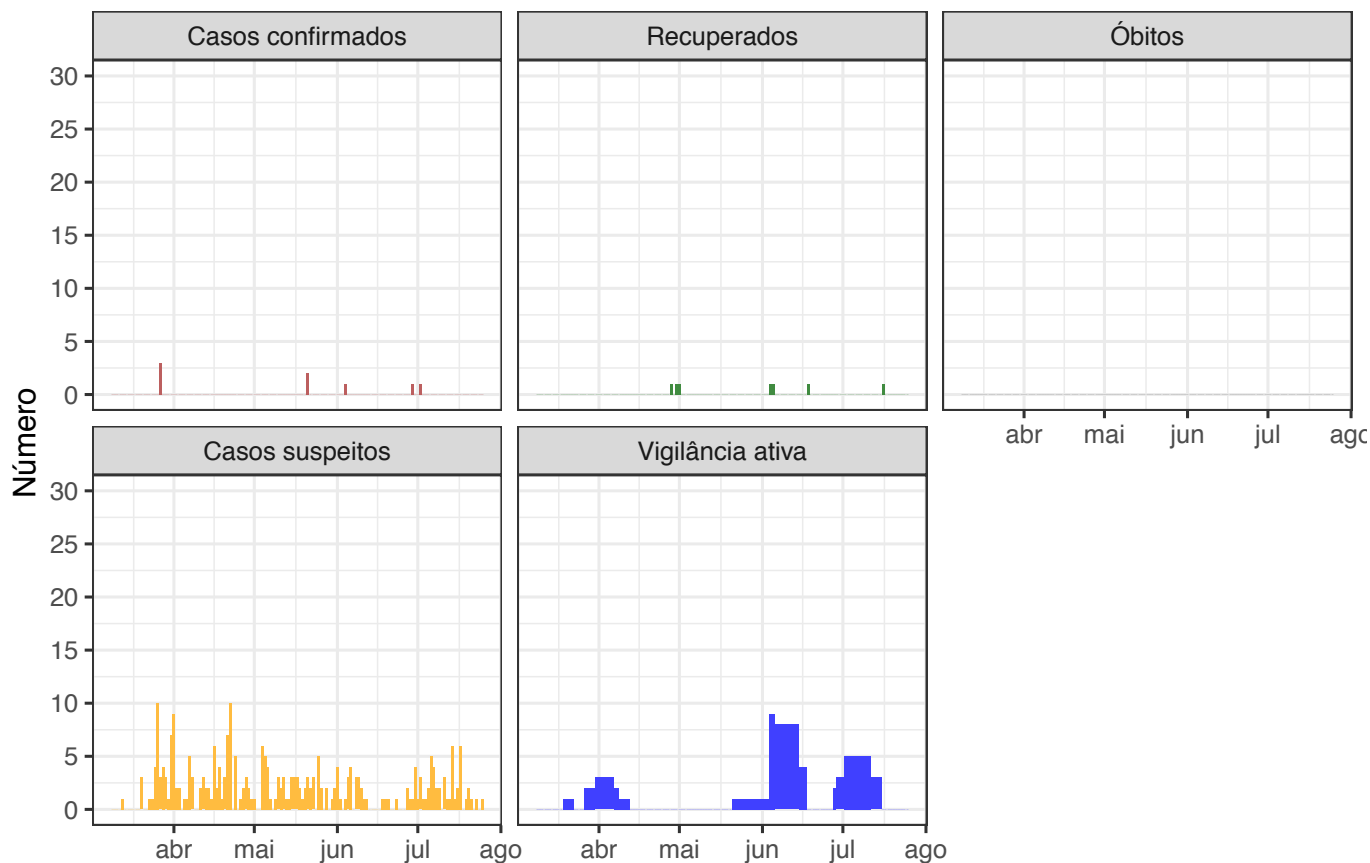 Casos confirmados
Recuperados
Óbitos
30
25
20
15
10
5
0
abr mai jun jul ago
Casos suspeitos
Vigilância ativa
Número
30
25
20
15
10
5
0
abr mai jun jul ago
abr mai jun jul ago